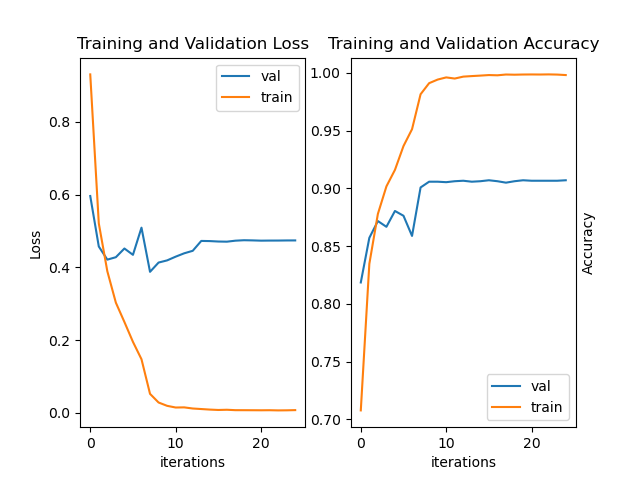 Training and Validation Loss
val
train
0.8
0.6
0.4
0.2
0.0
Loss
0
10
20
iterations
Training and Validation Accuracy
1.00
0.95
0.90
0.85
0.80
0.75
0.70
Accuracy
val
train
0
10
20
iterations